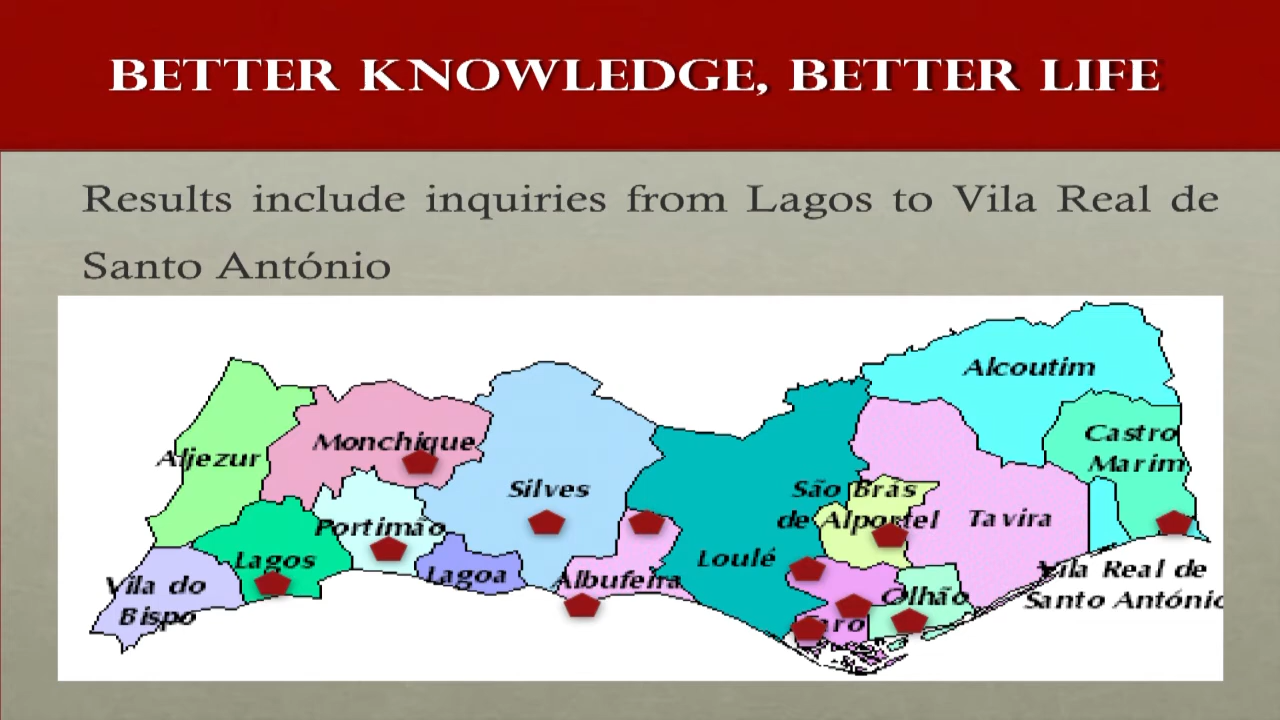 BETTER KNOWLEDGE, BETTER LIFE
Results include inquiries from Lagos to Vila Real de
Santo António
Alcoutim
Castro
Marim
Monchique
Aljezur
Silves
São Brás
de Alportel
Tavira
Portimão
Lagos
Lagoa
Albufeira
Loulé
Vila do
Bispo
Olhão
Faro
Vila Real de
Santo António